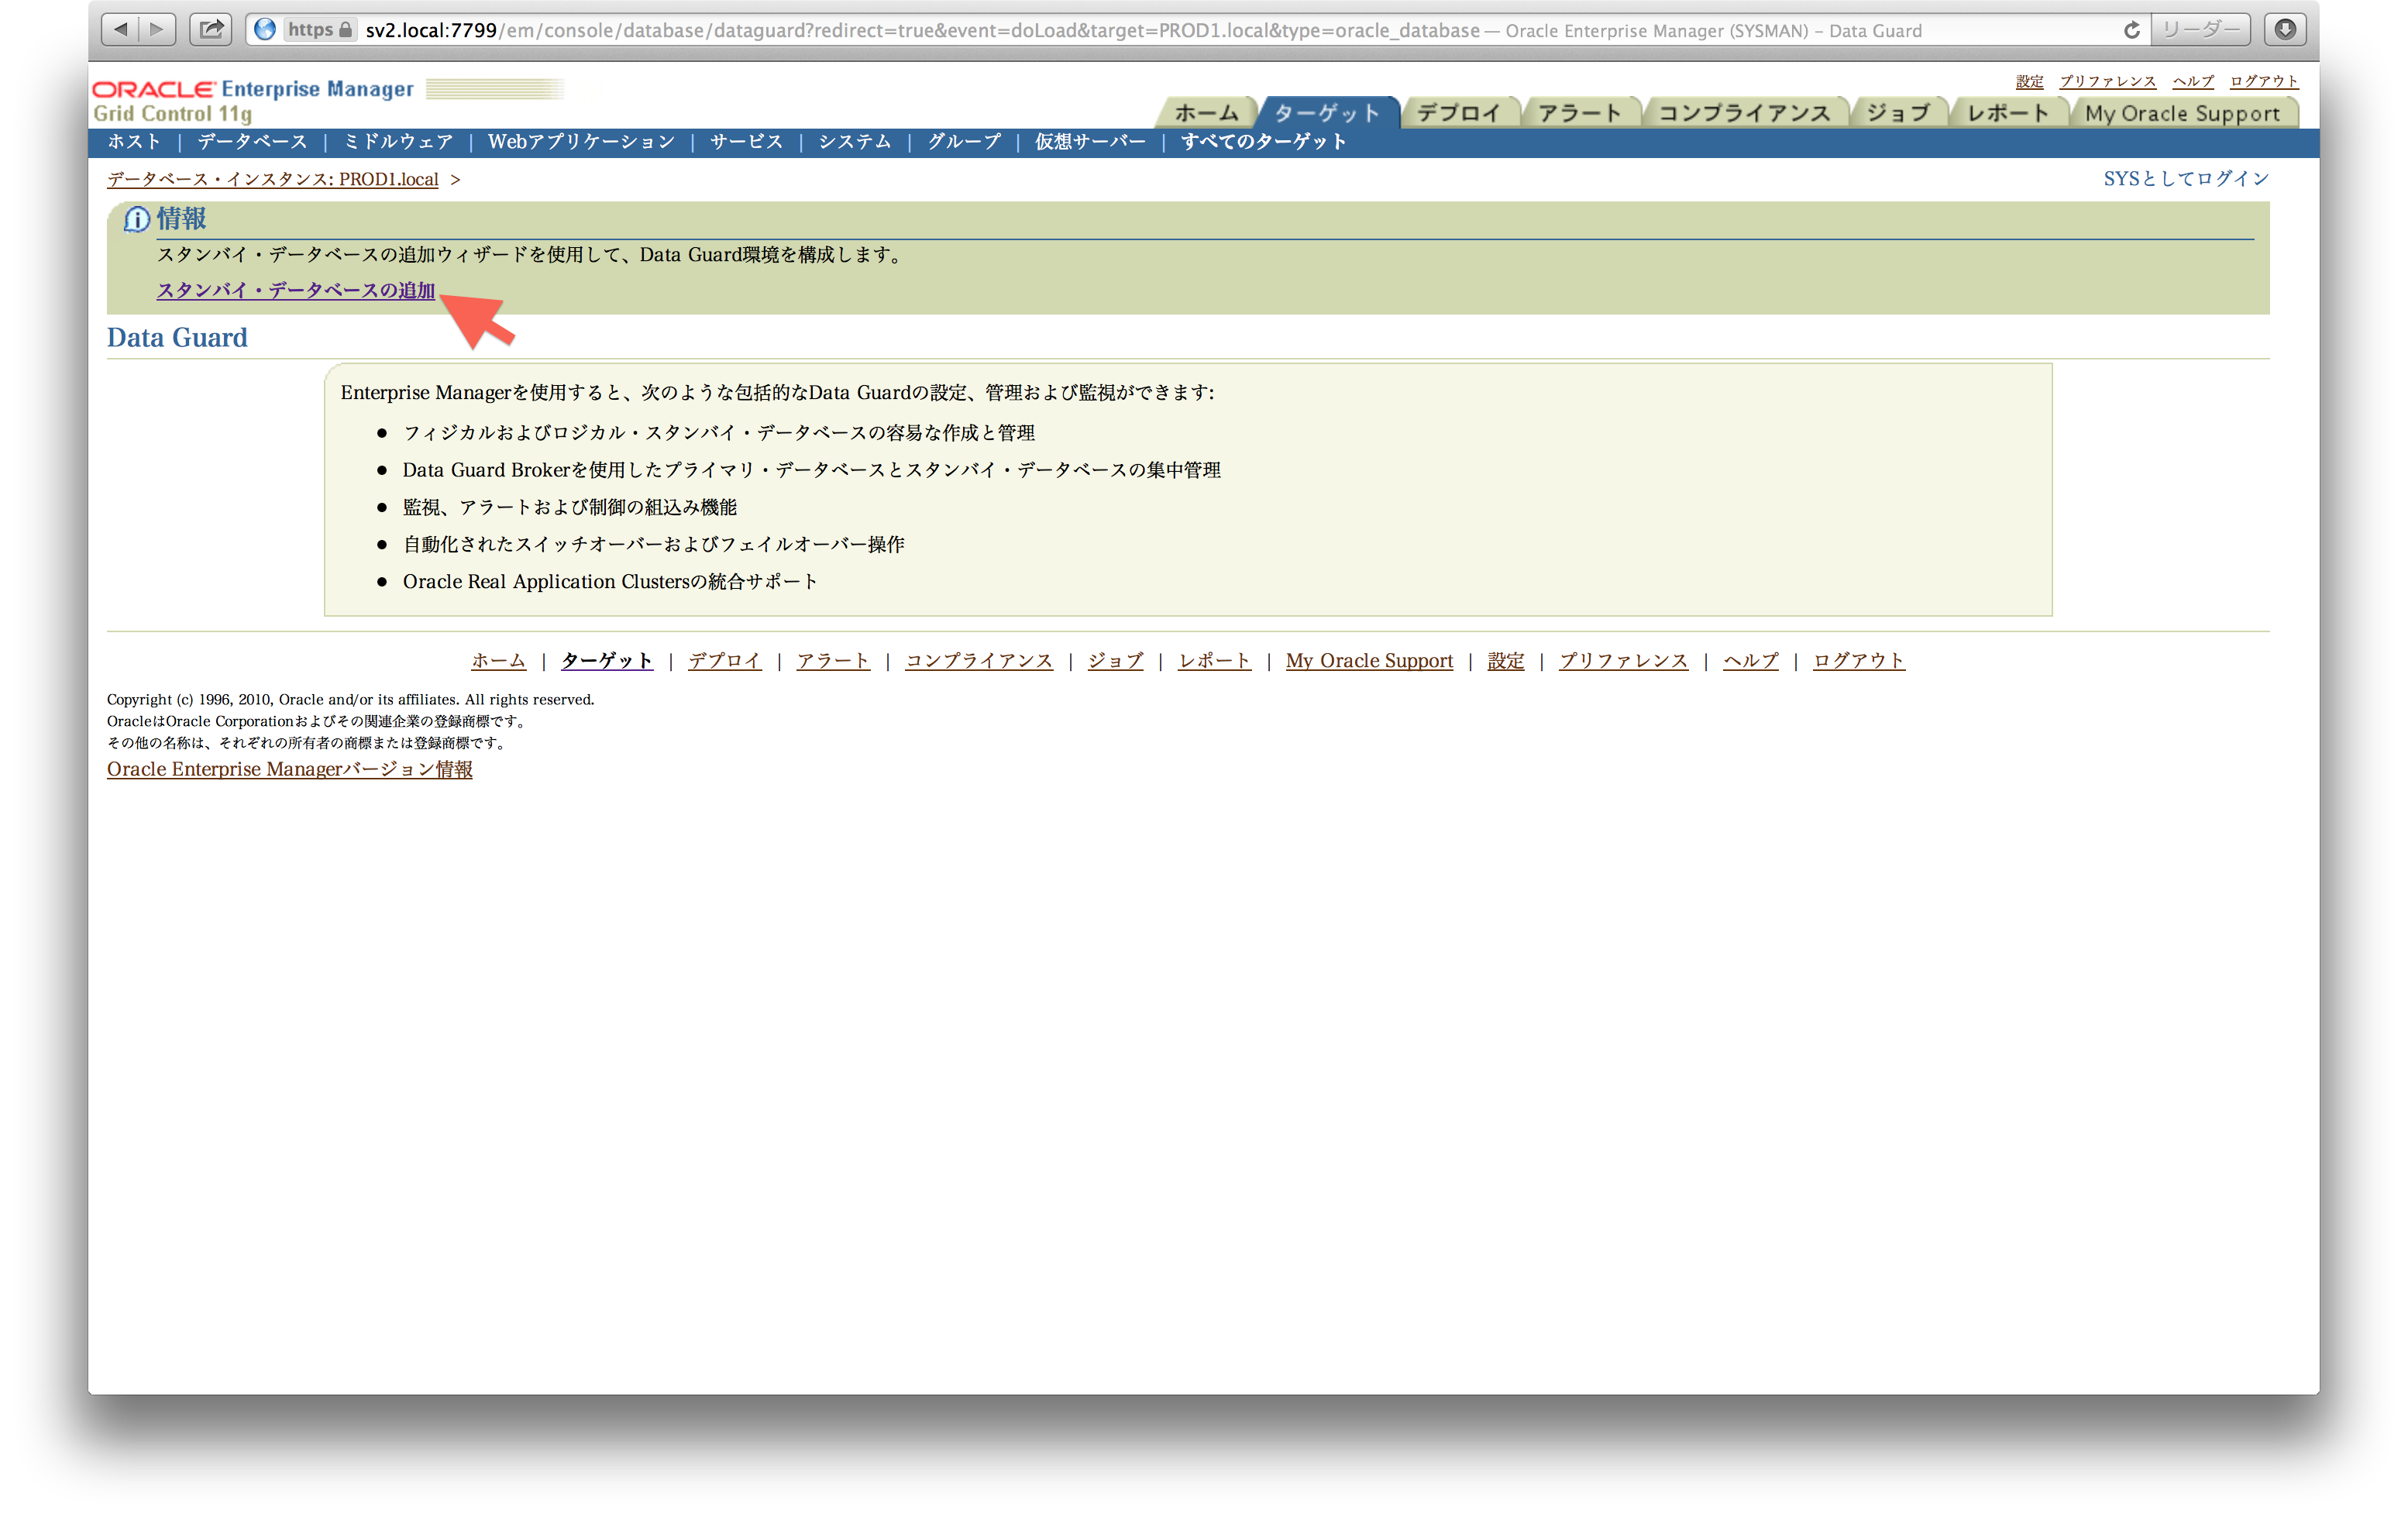 https sv2.local:7799/em/console/database/dataguard?redirect=true&event=doLoad&target=PROD1.local&type=oracle_database — Oracle Enterprise Manager (SYSMAN) – Data Guard リーダー
設定 プリファレンス ヘルプ ログアウト
ORACLE Enterprise Manager
Grid Control 11g
ホーム ターゲット デプロイ アラート コンプライアンス ジョブ レポート My Oracle Support
ホスト | データベース | ミドルウェア | Webアプリケーション | サービス | システム | グループ | 仮想サーバー | すべてのターゲット
データベース・インスタンス: PROD1.local > SYSとしてログイン
情報
スタンバイ・データベースの追加ウィザードを使用して、Data Guard環境を構成します。
スタンバイ・データベースの追加
Data Guard
Enterprise Managerを使用すると、次のような包括的なData Guardの設定、管理および監視ができます:
● フィジカルおよびロジカル・スタンバイ・データベースの容易な作成と管理
● Data Guard Brokerを使用したプライマリ・データベースとスタンバイ・データベースの集中管理
● 監視、アラートおよび制御の組込み機能
● 自動化されたスイッチオーバーおよびフェイルオーバー操作
● Oracle Real Application Clustersの統合サポート
ホーム | ターゲット | デプロイ | アラート | コンプライアンス | ジョブ | レポート | My Oracle Support | 設定 | プリファレンス | ヘルプ | ログアウト
Copyright (c) 1996, 2010, Oracle and/or its affiliates. All rights reserved.
OracleはOracle Corporationおよびその関連企業の登録商標です。
その他の名称は、それぞれの所有者の商標または登録商標です。
Oracle Enterprise Managerバージョン情報